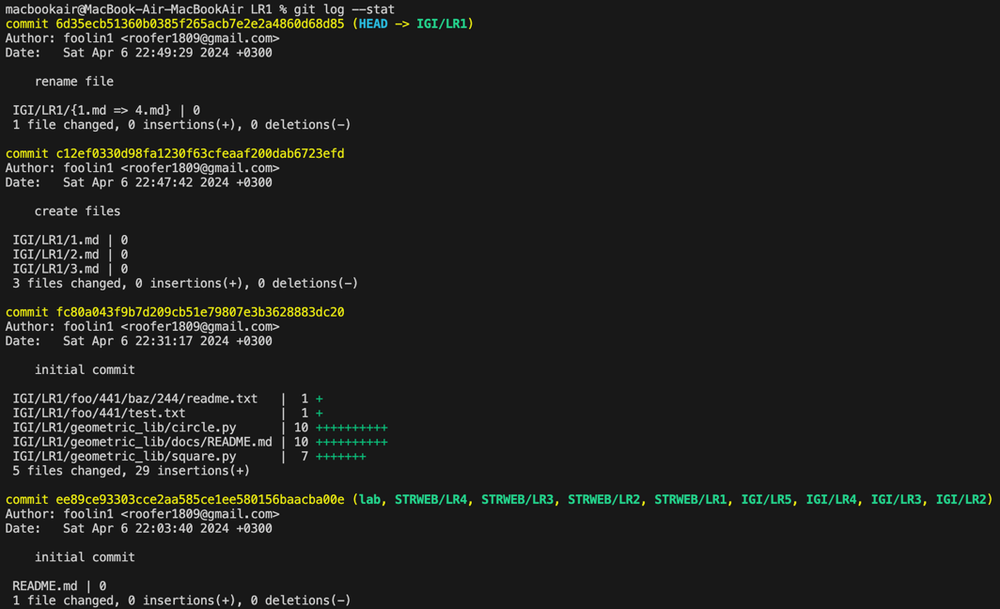 macbookair@MacBook-Air-MacBookAir LR1 % git log --stat
commit 6d35ecb51360b0385f265acb7e2e2a4860d68d85 (HEAD -> IGI/LR1)
Author: foolin1 <roofer1809@gmail.com>
Date:   Sat Apr 6 22:49:29 2024 +0300

    rename file

 IGI/LR1/{1.md => 4.md} | 0
 1 file changed, 0 insertions(+), 0 deletions(-)

commit c12ef0330d98fa1230f63cfeaaf200dab6723efd
Author: foolin1 <roofer1809@gmail.com>
Date:   Sat Apr 6 22:47:42 2024 +0300

    create files

 IGI/LR1/1.md | 0
 IGI/LR1/2.md | 0
 IGI/LR1/3.md | 0
 3 files changed, 0 insertions(+), 0 deletions(-)

commit fc80a043f9b7d209cb51e79807e3b3628883dc20
Author: foolin1 <roofer1809@gmail.com>
Date:   Sat Apr 6 22:31:17 2024 +0300

    initial commit

 IGI/LR1/foo/441/baz/244/readme.txt   |  1 +
 IGI/LR1/foo/441/test.txt             |  1 +
 IGI/LR1/geometric_lib/circle.py      | 10 ++++++++++
 IGI/LR1/geometric_lib/docs/README.md | 10 ++++++++++
 IGI/LR1/geometric_lib/square.py      |  7 +++++++
 5 files changed, 29 insertions(+)

commit ee89ce93303cce2aa585ce1ee580156baacba00e (lab, STRWEB/LR4, STRWEB/LR3, STRWEB/LR2, STRWEB/LR1, IGI/LR5, IGI/LR4, IGI/LR3, IGI/LR2)
Author: foolin1 <roofer1809@gmail.com>
Date:   Sat Apr 6 22:03:40 2024 +0300

    initial commit

 README.md | 0
 1 file changed, 0 insertions(+), 0 deletions(-)